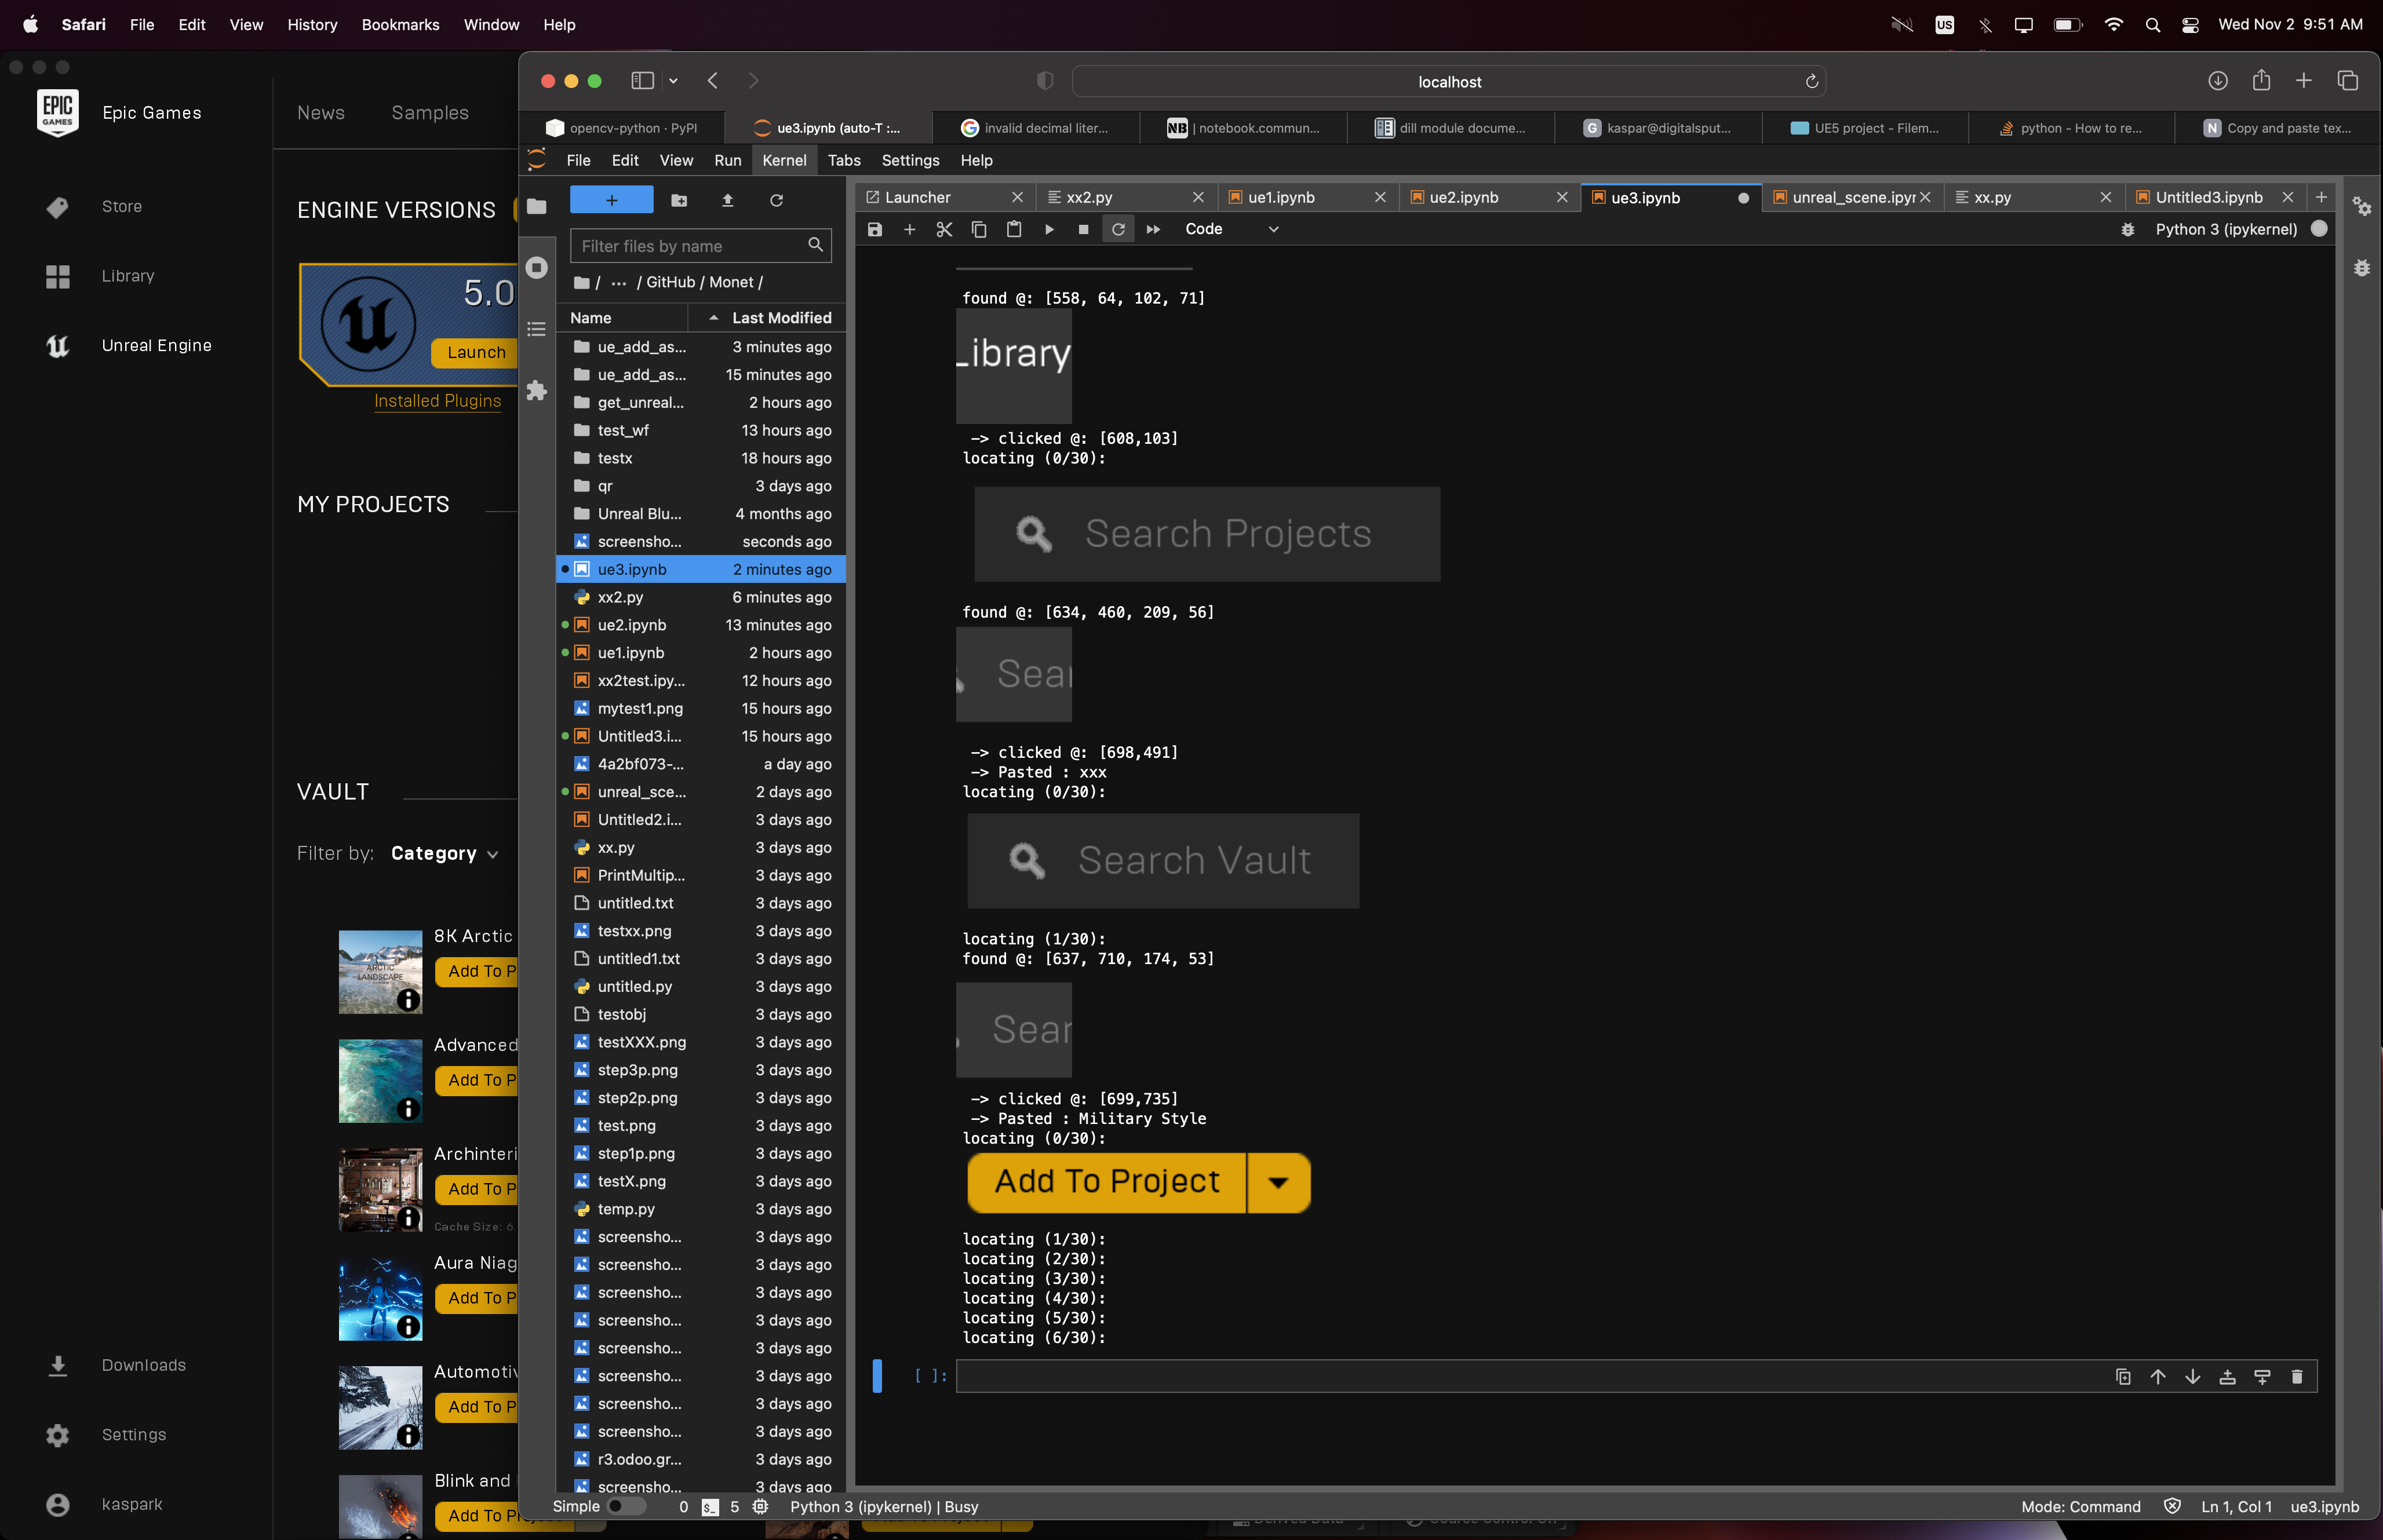 Safari File Edit View History Bookmarks Window Help
US
Wed Nov 2 9:51 AM
EPIC GAMES
Epic Games
Store
Library
Unreal Engine
Downloads
Settings
kaspark
News Samples
ENGINE VERSIONS
5.0
Launch
Installed Plugins
MY PROJECTS
VAULT
Filter by: Category
8K Arctic
ARCTIC LANDSCAPE
Add To P
Advanced
Add To P
Archinteri
Add To P
Cache Size: 6.
Aura Niag
Add To P
Automotiv
Add To P
Blink and
Add To
localhost
opencv-python · PyPI
ue3.ipynb (auto-T :...
invalid decimal liter...
NB | notebook.commun...
dill module docume...
G kaspar@digitalsput...
UE5 project - Filem...
python - How to re...
N Copy and paste tex...
File Edit View Run Kernel Tabs Settings Help
+
Filter files by name
/ ... / GitHub / Monet /
Name Last Modified
ue_add_as... 3 minutes ago
ue_add_as... 15 minutes ago
get_unreal... 2 hours ago
test_wf 13 hours ago
testx 18 hours ago
qr 3 days ago
Unreal Blu... 4 months ago
screensho... seconds ago
ue3.ipynb 2 minutes ago
xx2.py 6 minutes ago
ue2.ipynb 13 minutes ago
ue1.ipynb 2 hours ago
xx2test.ipy... 12 hours ago
mytest1.png 15 hours ago
Untitled3.i... 15 hours ago
4a2bf073-... a day ago
unreal_sce... 2 days ago
Untitled2.i... 3 days ago
xx.py 3 days ago
PrintMultip... 3 days ago
untitled.txt 3 days ago
testxx.png 3 days ago
untitled1.txt 3 days ago
untitled.py 3 days ago
testobj 3 days ago
testXXX.png 3 days ago
step3p.png 3 days ago
step2p.png 3 days ago
test.png 3 days ago
step1p.png 3 days ago
testX.png 3 days ago
temp.py 3 days ago
screensho... 3 days ago
screensho... 3 days ago
screensho... 3 days ago
screensho... 3 days ago
screensho... 3 days ago
screensho... 3 days ago
screensho... 3 days ago
screensho... 3 days ago
r3.odoo.gr... 3 days ago
screensho... 3 days ago
Launcher
xx2.py
ue1.ipynb
ue2.ipynb
ue3.ipynb
unreal_scene.ipyr
xx.py
Untitled3.ipynb
Code
Python 3 (ipykernel)
found @: [558, 64, 102, 71]
Library
-> clicked @: [608,103]
locating (0/30):
Search Projects
found @: [634, 460, 209, 56]
Sear
-> clicked @: [698,491]
-> Pasted : xxx
locating (0/30):
Search Vault
locating (1/30):
found @: [637, 710, 174, 53]
Sear
-> clicked @: [699,735]
-> Pasted : Military Style
locating (0/30):
Add To Project
locating (1/30):
locating (2/30):
locating (3/30):
locating (4/30):
locating (5/30):
locating (6/30):
[ ]:
Simple 0 5 Python 3 (ipykernel) | Busy
Mode: Command Ln 1, Col 1 ue3.ipynb